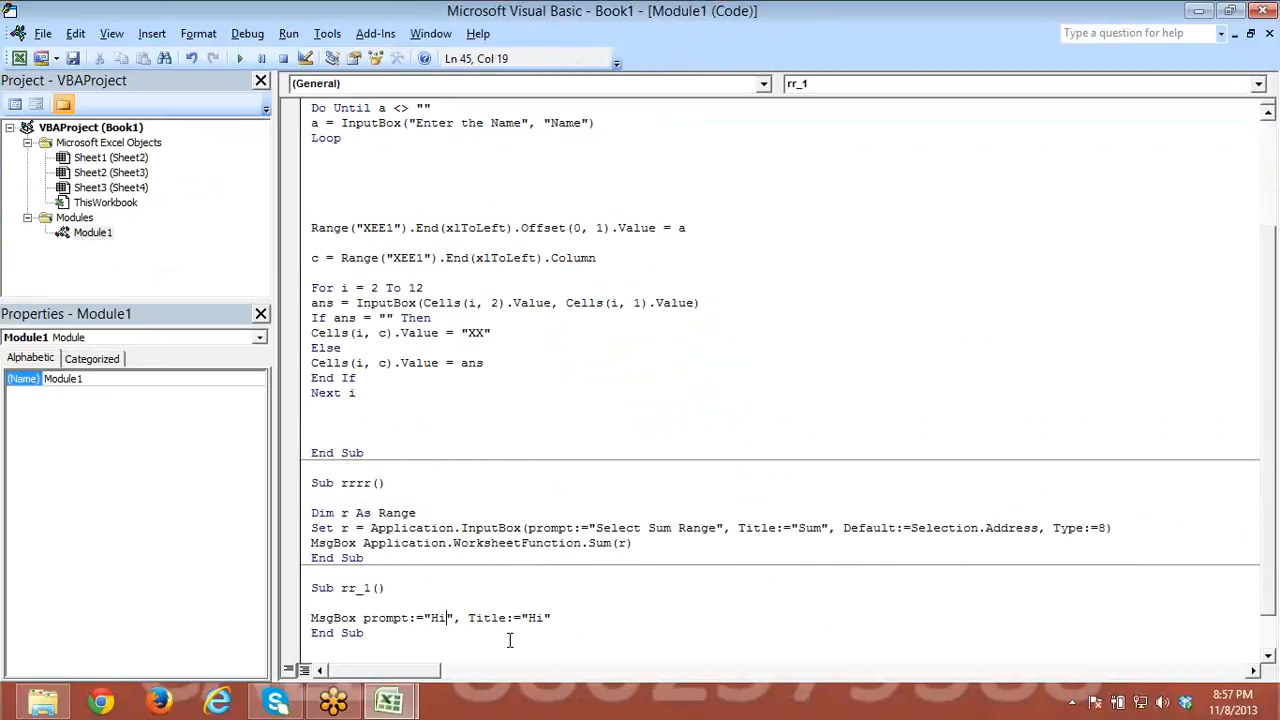 Microsoft Visual Basic - Book1 - [Module1 (Code)]
File Edit View Insert Format Debug Run Tools Add-Ins Window Help
Type a question for help
Ln 45, Col 19
Project - VBAProject
(General)
rr_1
VBAProject (Book1)
Microsoft Excel Objects
Sheet1 (Sheet2)
Sheet2 (Sheet3)
Sheet3 (Sheet4)
ThisWorkbook
Modules
Module1
Properties - Module1
Module1 Module
Alphabetic Categorized
(Name) Module1
Do Until a <> ""
a = InputBox("Enter the Name", "Name")
Loop
Range("XEE1").End(xlToLeft).Offset(0, 1).Value = a
c = Range("XEE1").End(xlToLeft).Column
For i = 2 To 12
ans = InputBox(Cells(i, 2).Value, Cells(i, 1).Value)
If ans = "" Then
Cells(i, c).Value = "XX"
Else
Cells(i, c).Value = ans
End If
Next i
End Sub
Sub rrrr()
Dim r As Range
Set r = Application.InputBox(prompt:="Select Sum Range", Title:="Sum", Default:=Selection.Address, Type:=8)
MsgBox Application.WorksheetFunction.Sum(r)
End Sub
Sub rr_1()
MsgBox prompt:="Hi", Title:="Hi"
End Sub
8:57 PM
11/8/2013